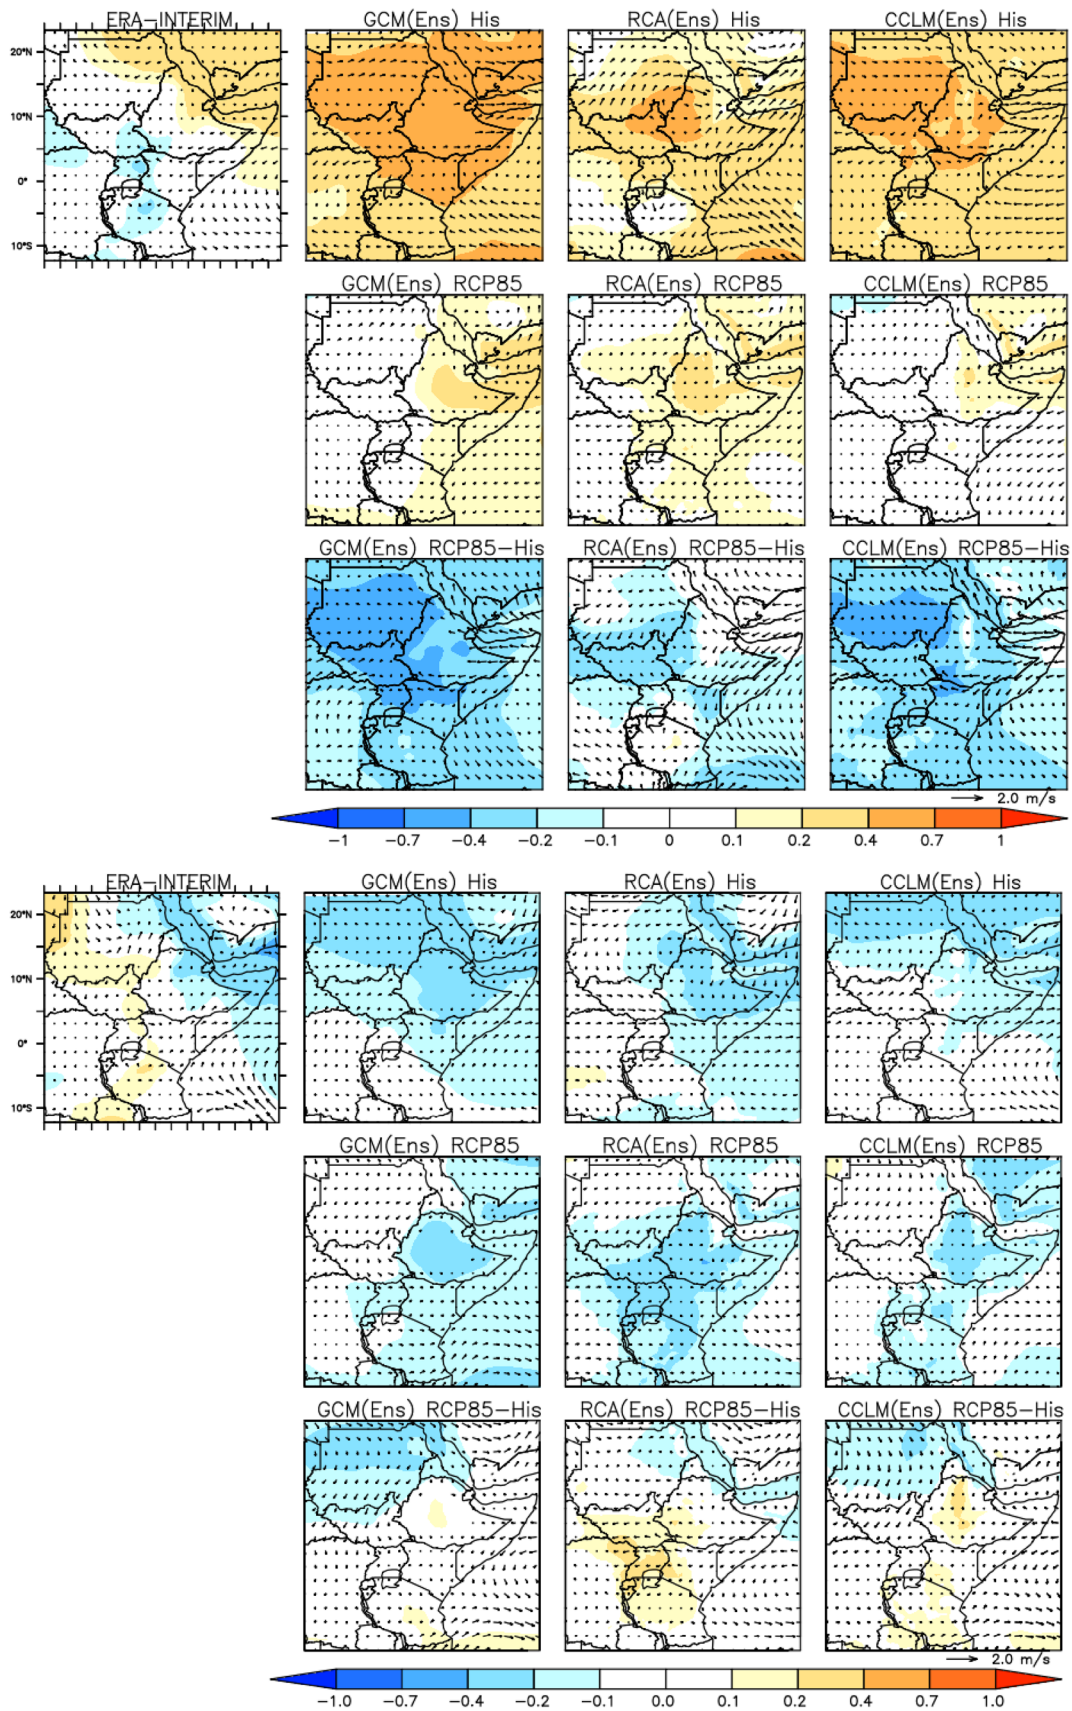 ERA-INTERIM GCM(Ens) His RCA(Ens) His CCLM(Ens) His
20°N
10°N
0°
10°S
GCM(Ens) RCP85 RCA(Ens) RCP85 CCLM(Ens) RCP85
GCM(Ens) RCP85-His RCA(Ens) RCP85-His CCLM(Ens) RCP85-His
2.0 m/s
-1 -0.7 -0.4 -0.2 -0.1 0 0.1 0.2 0.4 0.7 1
ERA-INTERIM GCM(Ens) His RCA(Ens) His CCLM(Ens) His
20°N
10°N
0°
10°S
GCM(Ens) RCP85 RCA(Ens) RCP85 CCLM(Ens) RCP85
GCM(Ens) RCP85-His RCA(Ens) RCP85-His CCLM(Ens) RCP85-His
2.0 m/s
-1.0 -0.7 -0.4 -0.2 -0.1 0.0 0.1 0.2 0.4 0.7 1.0